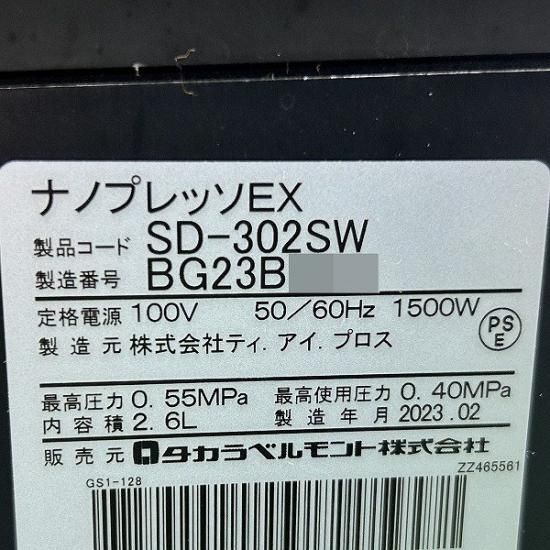 ナノプレッソEX
製品コード SD-302SW
製造番号 BG23B
定格電源 100V 50/60Hz 1500W
PS
E
製造元 株式会社ティ.アイ.プロス
最高圧力 0.55MPa 最高使用圧力 0.40MPa
内容積 2.6L 製造年月 2023.02
販売元 タカラベルモント株式会社
ZZ465561
GS1-128